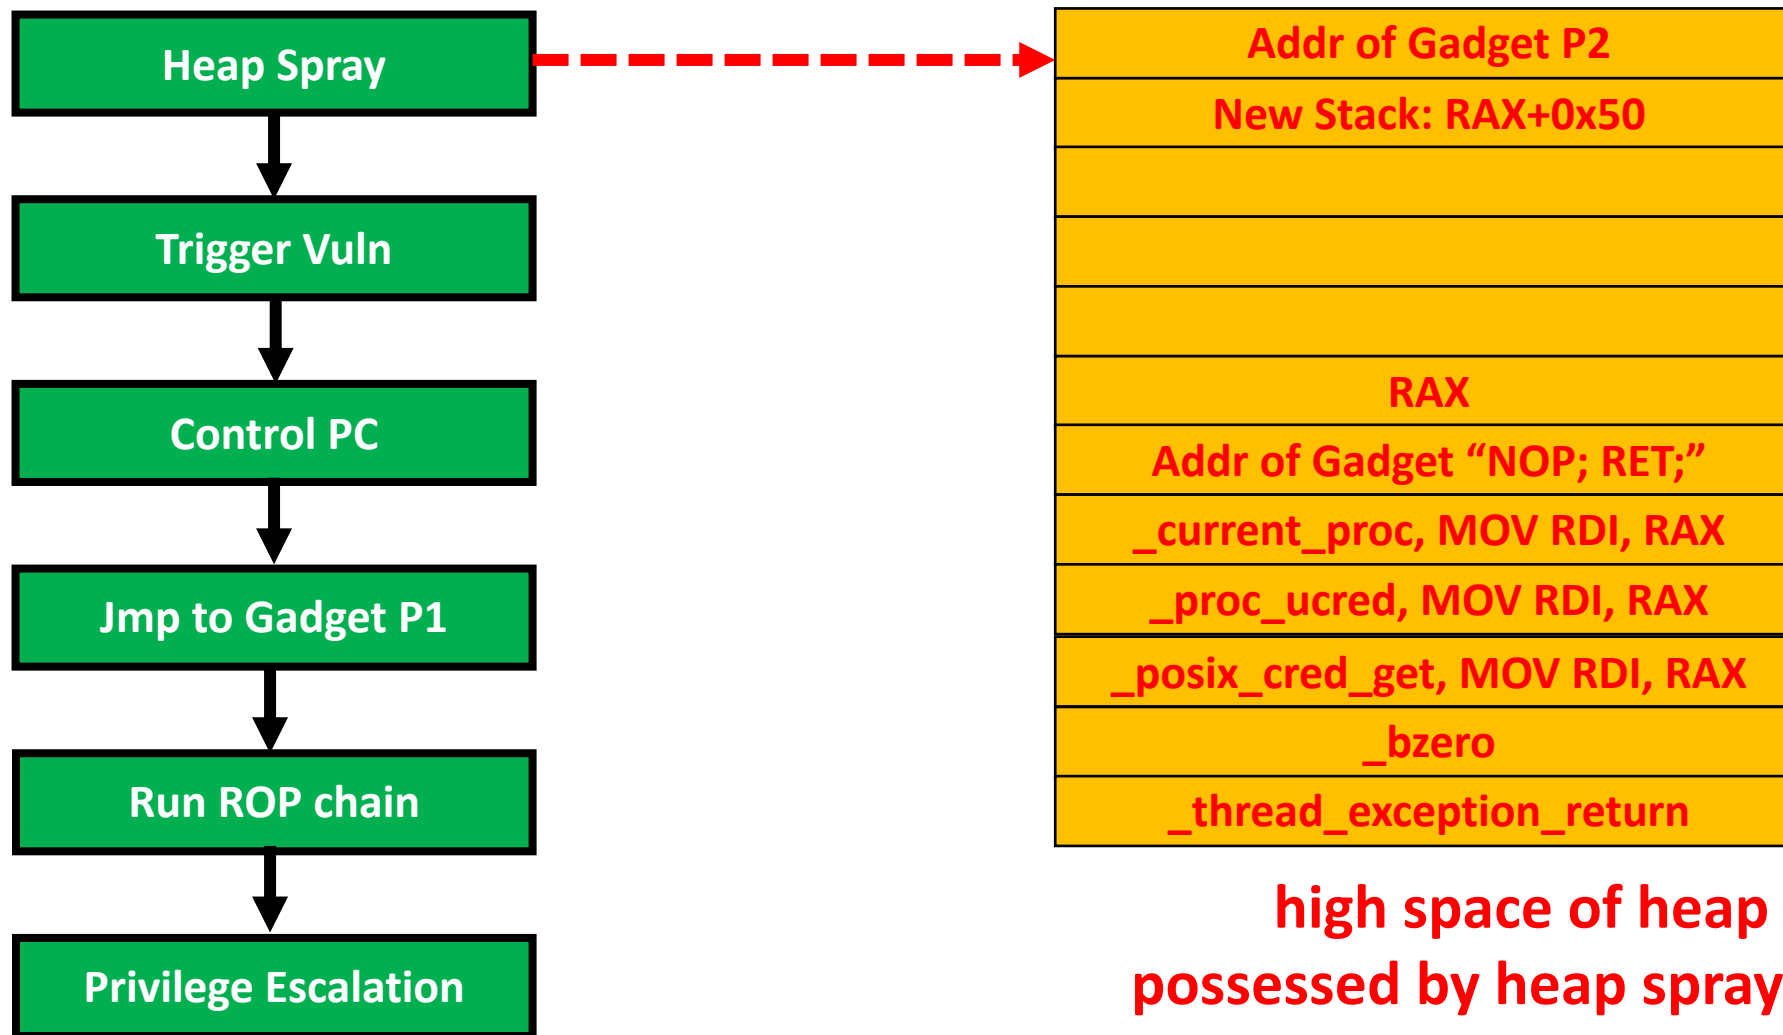 Heap Spray
Trigger Vuln
Control PC
Jmp to Gadget P1
Run ROP chain
Privilege Escalation
Addr of Gadget P2
New Stack: RAX+0x50
RAX
Addr of Gadget “NOP; RET;”
_current_proc, MOV RDI, RAX
_proc_ucred, MOV RDI, RAX
_posix_cred_get, MOV RDI, RAX
_bzero
_thread_exception_return
high space of heap
possessed by heap spray